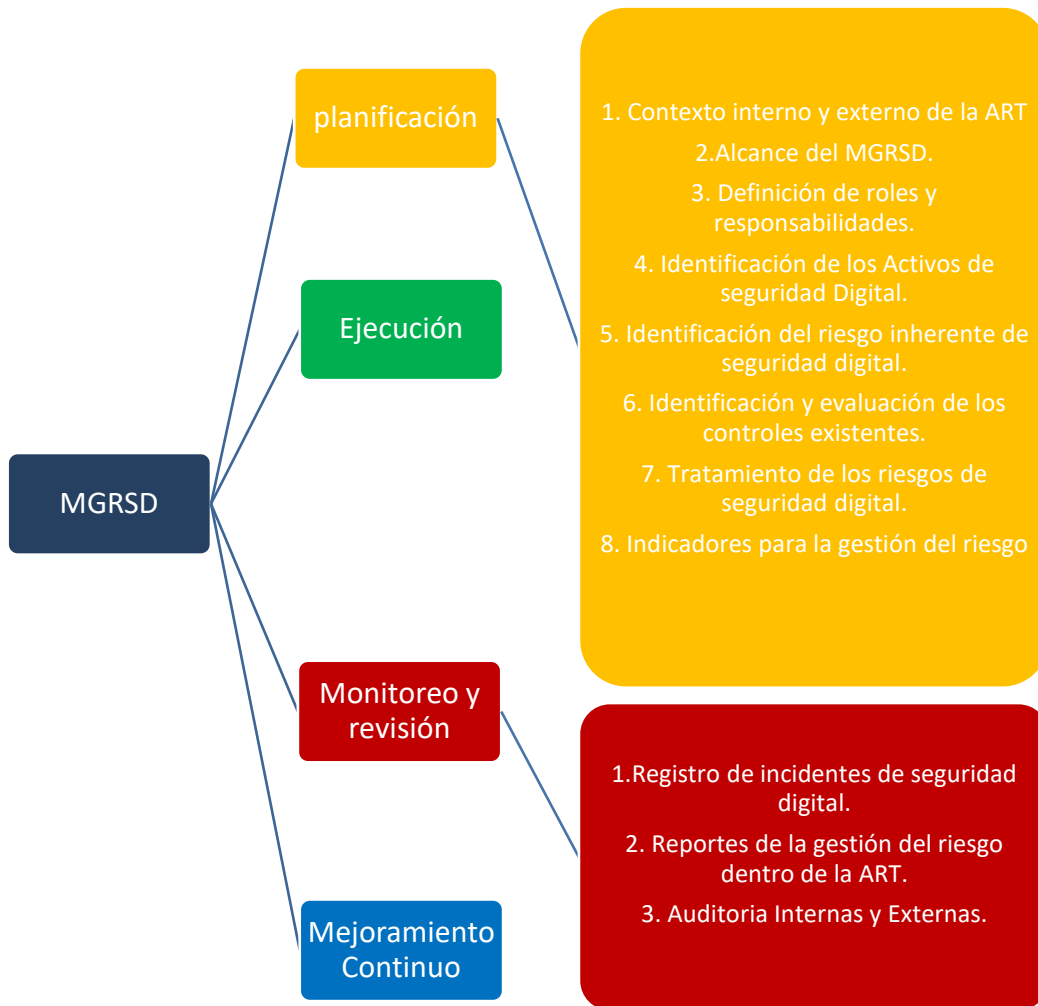 MGRSD
planificación
1. Contexto interno y externo de la ART
2.Alcance del MGRSD.
3. Definición de roles y
responsabilidades.
4. Identificación de los Activos de
seguridad Digital.
5. Identificación del riesgo inherente de
seguridad digital.
6. Identificación y evaluación de los
controles existentes.
7. Tratamiento de los riesgos de
seguridad digital.
8. Indicadores para la gestión del riesgo
Ejecución
Monitoreo y
revisión
1.Registro de incidentes de seguridad
digital.
2. Reportes de la gestión del riesgo
dentro de la ART.
3. Auditoria Internas y Externas.
Mejoramiento
Continuo